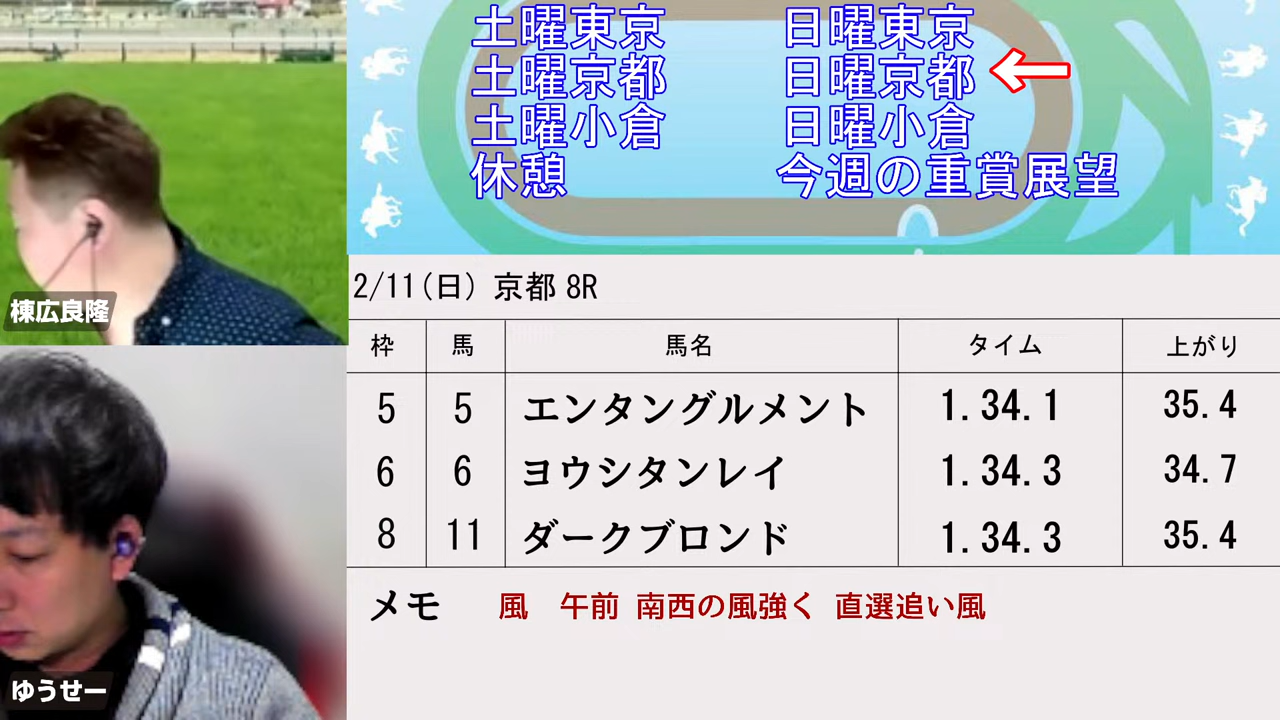 土曜東京 日曜東京
土曜京都 日曜京都
土曜小倉 日曜小倉
休憩 今週の重賞展望
棟広良隆
2/11(日) 京都 8R
枠 馬 馬名 タイム 上がり
5 5 エンタングルメント 1.34.1 35.4
6 6 ヨウシタンレイ 1.34.3 34.7
8 11 ダークブロンド 1.34.3 35.4
メモ 風 午前 南西の風強く 直選追い風
ゆうせー